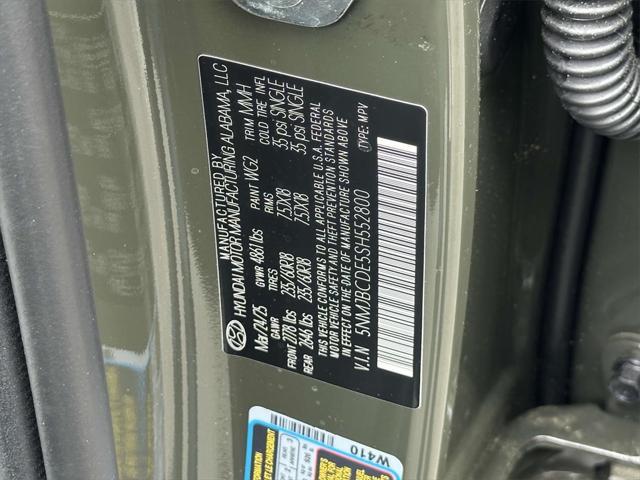 MANUFACTURED BY
HYUNDAI MOTOR MANUFACTURING ALABAMA, LLC
Mar/24/25 PAINT WG2 TRIM MMH
GVWR 4861 lbs
GAWR RIMS COLD TIRE INFL.
FRONT 2778 lbs 235/60R18 7.5JX18 35 psi SINGLE
REAR 2646 lbs 235/60R18 7.5JX18 35 psi SINGLE
THIS VEHICLE CONFORMS TO ALL APPLICABLE U.S.A. FEDERAL
MOTOR VEHICLE SAFETY, BUMPER, AND THEFT PREVENTION STANDARDS
IN EFFECT ON THE DATE OF MANUFACTURE SHOWN ABOVE
V.I.N 5NMJBCDE5SH552800 TYPE: MPV
W410